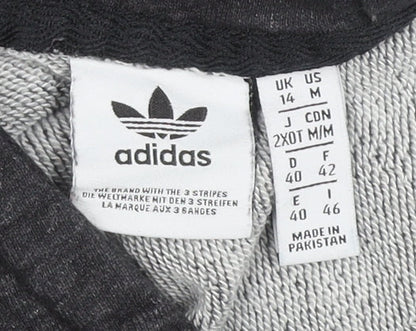 adidas
THE BRAND WITH THE 3 STRIPES
DIE WELTMARKE MIT DEN 3 STREIFEN
LA MARQUE AUX 3 BANDES
UK US
14 M
J CDN
2XOT M/M
D F
40 42
E I
40 46
MADE IN
PAKISTAN